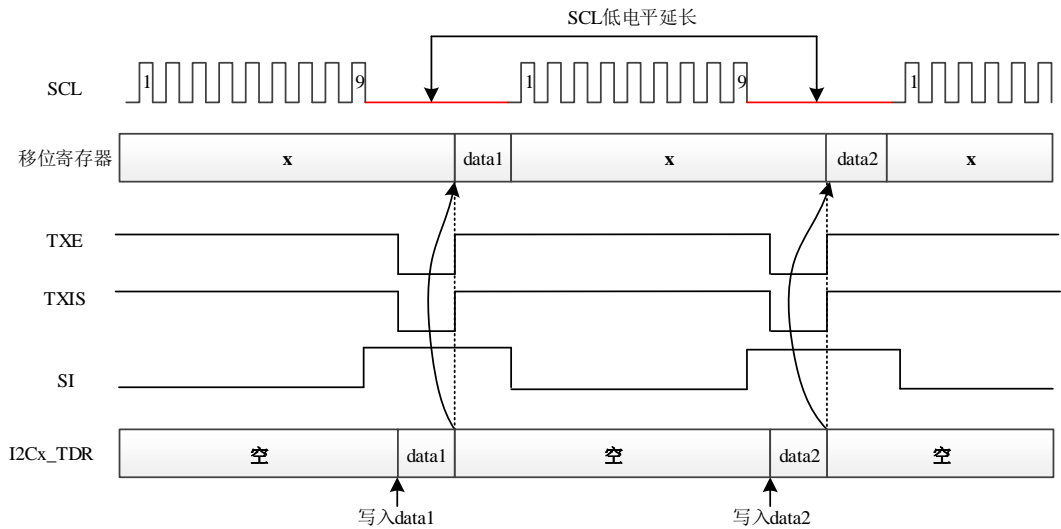 SCL低电平延长
SCL 1 9 1 9 1
移位寄存器 x data1 x data2 x
TXE
TXIS
SI
I2Cx_TDR 空 data1 空 data2 空
写入data1 写入data2